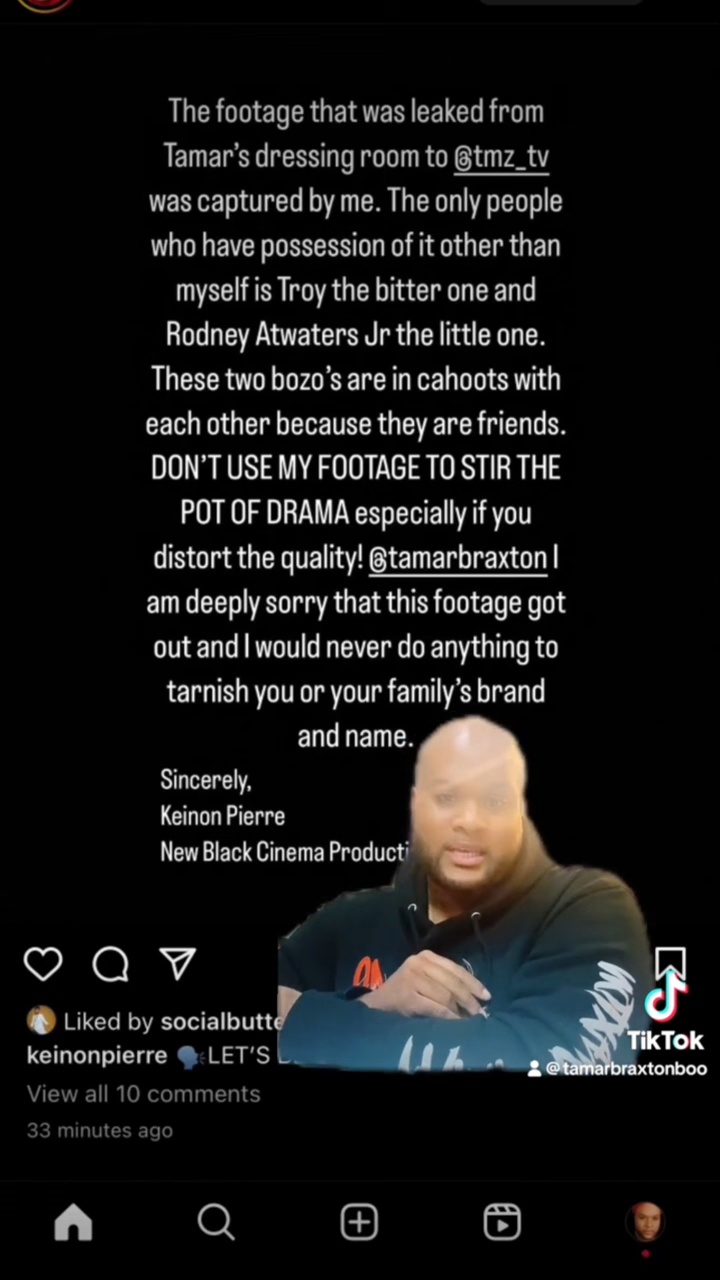 The footage that was leaked from
Tamar's dressing room to @tmz_tv
was captured by me. The only people
who have possession of it other than
myself is Troy the bitter one and
Rodney Atwaters Jr the little one.
These two bozo's are in cahoots with
each other because they are friends.
DON'T USE MY FOOTAGE TO STIR THE
POT OF DRAMA especially if you
distort the quality! @tamarbraxton I
am deeply sorry that this footage got
out and I would never do anything to
tarnish you or your family's brand
and name.
Sincerely,
Keinon Pierre
New Black Cinema Producti
Liked by socialbutte
keinonpierre 🗣️LET'S
View all 10 comments
33 minutes ago
TikTok
@tamarbraxtonboo